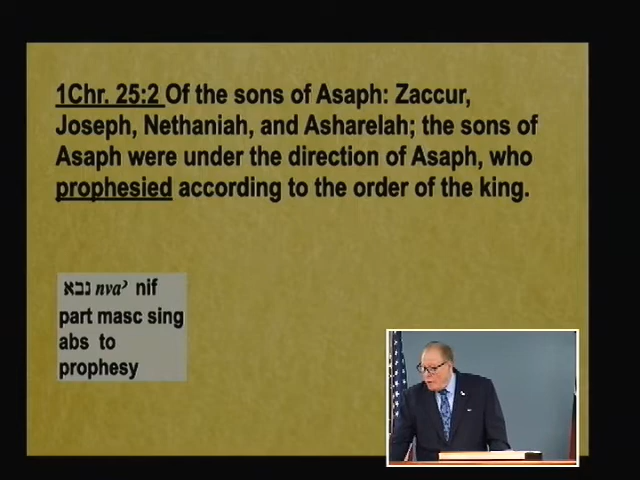 1Chr. 25:2 Of the sons of Asaph: Zaccur,
Joseph, Nethaniah, and Asharelah; the sons of
Asaph were under the direction of Asaph, who
prophesied according to the order of the king.
נבא nva’ nif
part masc sing
abs to
prophesy